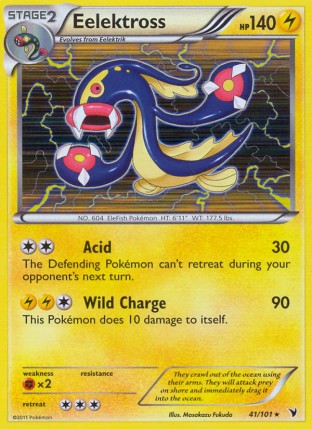 STAGE2
Eelektross
HP 140
Evolves from Eelektrik
NO. 604 EleFish Pokémon HT: 6'11" WT: 177.5 lbs.
Acid 30
The Defending Pokémon can't retreat during your
opponent's next turn.
Wild Charge 90
This Pokémon does 10 damage to itself.
weakness
resistance
×2
retreat
They crawl out of the ocean using
their arms. They will attack prey
on shore and immediately drag it
into the ocean.
©2011 Pokémon
Illus. Masakazu Fukuda
41/101 ★